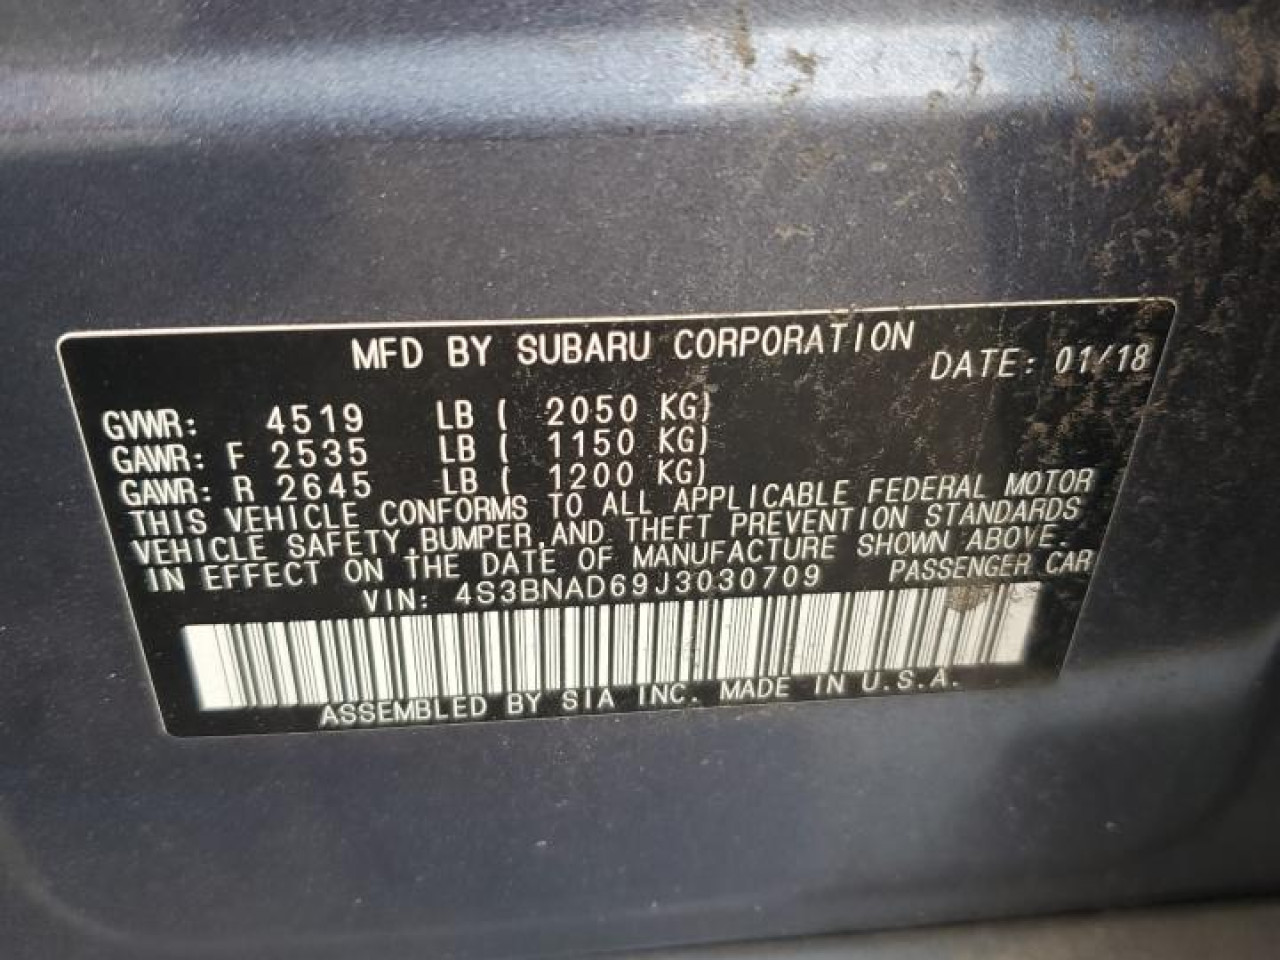 MFD BY SUBARU CORPORATION DATE: 01/18
GVWR: 4519 LB ( 2050 KG)
GAWR: F 2535 LB ( 1150 KG)
GAWR: R 2645 LB ( 1200 KG)
THIS VEHICLE CONFORMS TO ALL APPLICABLE FEDERAL MOTOR
VEHICLE SAFETY,BUMPER,AND THEFT PREVENTION STANDARDS
IN EFFECT ON THE DATE OF MANUFACTURE SHOWN ABOVE.
VIN: 4S3BNAD69J3030709 PASSENGER CAR
ASSEMBLED BY SIA INC. MADE IN U.S.A.